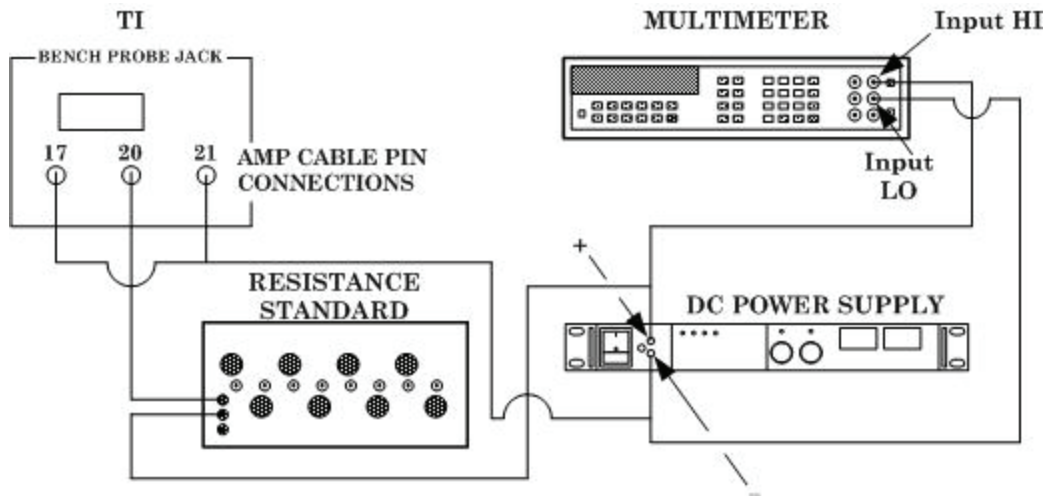 TI
BENCH PROBE JACK
17 20 21
AMP CABLE PIN
CONNECTIONS
MULTIMETER
Input HI
Input
LO
RESISTANCE
STANDARD
+
DC POWER SUPPLY
–